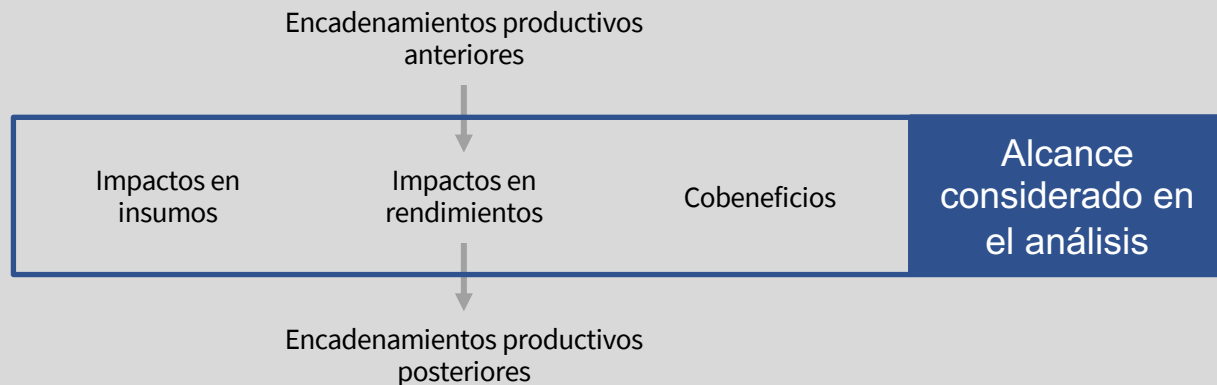 Encadenamientos productivos
anteriores
Impactos en
insumos
Impactos en
rendimientos
Cobeneficios
Alcance
considerado en
el análisis
Encadenamientos productivos
posteriores